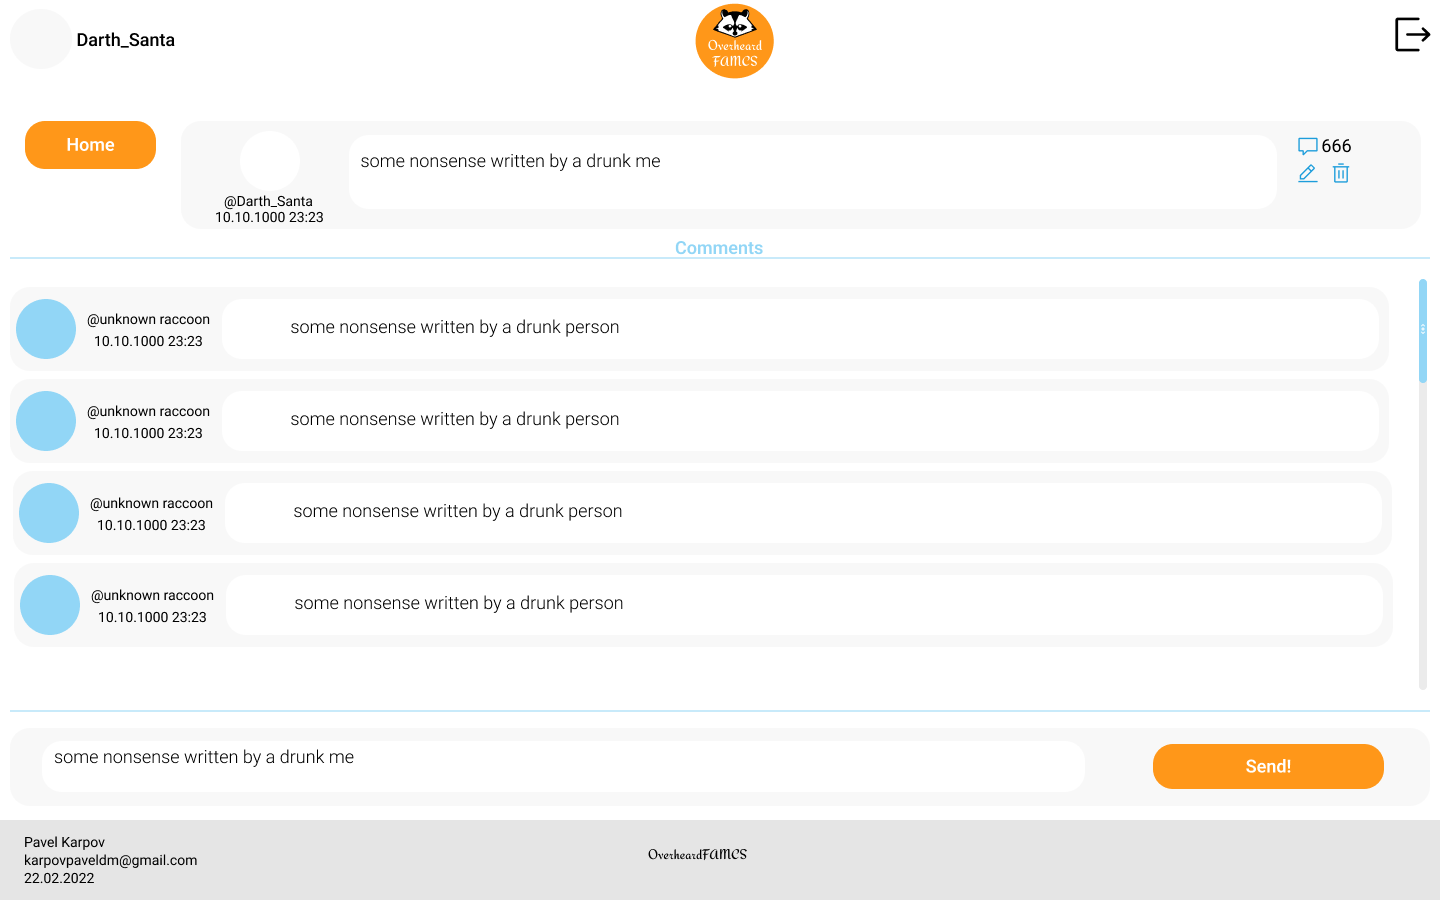 Darth_Santa
Overheard
FAMCS
Home
@Darth_Santa
10.10.1000 23:23
some nonsense written by a drunk me
666
Comments
@unknown raccoon
10.10.1000 23:23
some nonsense written by a drunk person
@unknown raccoon
10.10.1000 23:23
some nonsense written by a drunk person
@unknown raccoon
10.10.1000 23:23
some nonsense written by a drunk person
@unknown raccoon
10.10.1000 23:23
some nonsense written by a drunk person
some nonsense written by a drunk me
Send!
Pavel Karpov
karpovpaveldm@gmail.com
22.02.2022
OverheardFAMCS